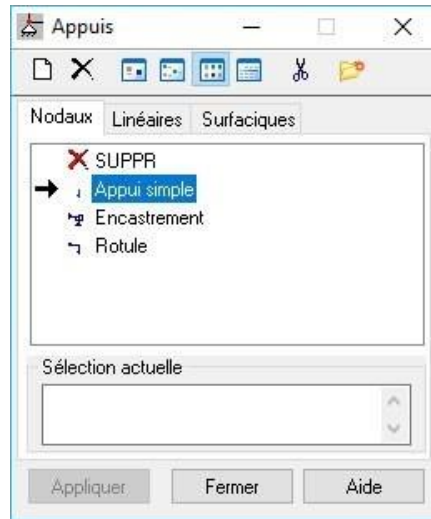 Appuis
Nodaux Linéaires Surfaciques
SUPPR
Appui simple
Encastrement
Rotule
Sélection actuelle
Appliquer Fermer Aide